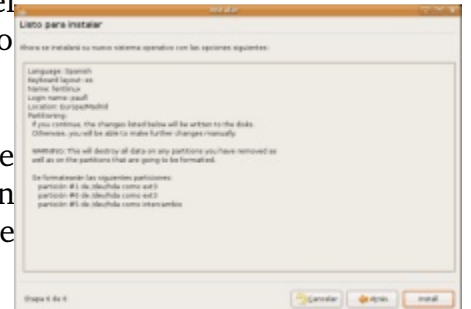 el
o
e
n
e
Instalar
Listo para instalar
Ahora se instalará su nuevo sistema operativo con las opciones siguientes:
Language: Spanish
Keyboard layout: es
Name: fentlinux
Login name: paufi
Location: Europe/Madrid
Partitioning:
If you continue, the changes listed below will be written to the disks.
Otherwise, you will be able to make further changes manually.
WARNING: This will destroy all data on any partitions you have removed as
well as on the partitions that are going to be formatted.
Se formatearán las siguientes particiones:
partición #1 de /dev/hda como ext3
partición #6 de /dev/hda como ext3
partición #5 de /dev/hda como intercambio
Etapa 6 de 6
Cancelar
Atrás
Install